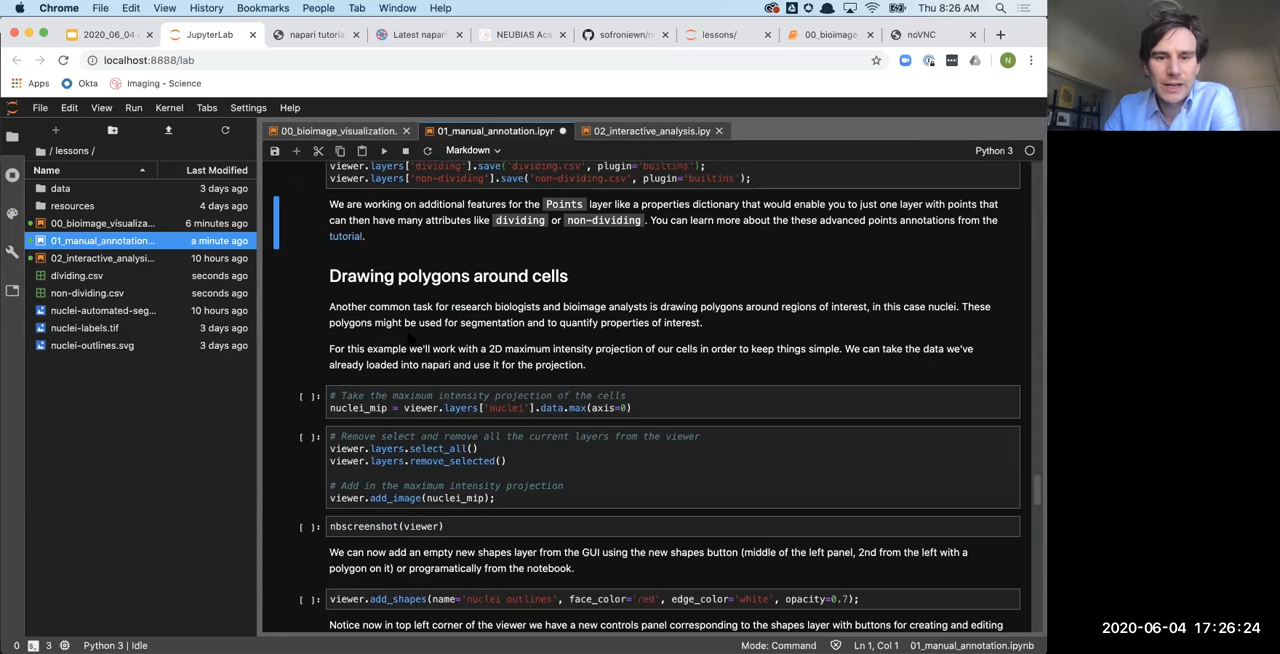 Chrome File Edit View History Bookmarks People Tab Window Help Thu 8:26 AM
2020_06_04 JupyterLab napari tutoria Latest napari NEUBIAS Aca sofroniewn/n lessons/ 00_bioimage noVNC
localhost:8888/lab
Apps Okta Imaging - Science
File Edit View Run Kernel Tabs Settings Help
00_bioimage_visualization. 01_manual_annotation.ipyr 02_interactive_analysis.ipy
/ lessons /
Markdown Python 3
Name Last Modified
data 3 days ago
resources 4 days ago
00_bioimage_visualiza... 6 minutes ago
01_manual_annotation... a minute ago
02_interactive_analysi... 10 hours ago
dividing.csv seconds ago
non-dividing.csv seconds ago
nuclei-automated-seg... 10 hours ago
nuclei-labels.tif 3 days ago
nuclei-outlines.svg 3 days ago
viewer.layers['dividing'].save('dividing.csv', plugin='builtins');
viewer.layers['non-dividing'].save('non-dividing.csv', plugin='builtins');
We are working on additional features for the Points layer like a properties dictionary that would enable you to just one layer with points that
can then have many attributes like dividing or non-dividing. You can learn more about the these advanced points annotations from the
tutorial.
Drawing polygons around cells
Another common task for research biologists and bioimage analysts is drawing polygons around regions of interest, in this case nuclei. These
polygons might be used for segmentation and to quantify properties of interest.
For this example we'll work with a 2D maximum intensity projection of our cells in order to keep things simple. We can take the data we've
already loaded into napari and use it for the projection.
[ ]: # Take the maximum intensity projection of the cells
nuclei_mip = viewer.layers['nuclei'].data.max(axis=0)
[ ]: # Remove select and remove all the current layers from the viewer
viewer.layers.select_all()
viewer.layers.remove_selected()
# Add in the maximum intensity projection
viewer.add_image(nuclei_mip);
[ ]: nbscreenshot(viewer)
We can now add an empty new shapes layer from the GUI using the new shapes button (middle of the left panel, 2nd from the left with a
polygon on it) or programatically from the notebook.
[ ]: viewer.add_shapes(name='nuclei outlines', face_color='red', edge_color='white', opacity=0.7);
Notice now in top left corner of the viewer we have a new controls panel corresponding to the shapes layer with buttons for creating and editing
0 3 Python 3 | Idle Mode: Command Ln 1, Col 1 01_manual_annotation.ipynb
2020-06-04 17:26:24